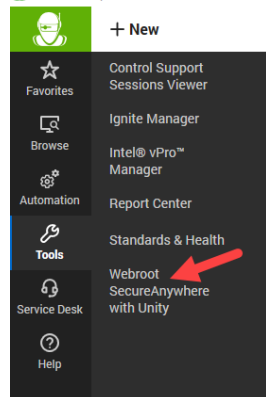 + New
Favorites
Browse
Automation
Tools
Service Desk
Help
Control Support
Sessions Viewer
Ignite Manager
Intel® vPro™
Manager
Report Center
Standards & Health
Webroot
SecureAnywhere
with Unity